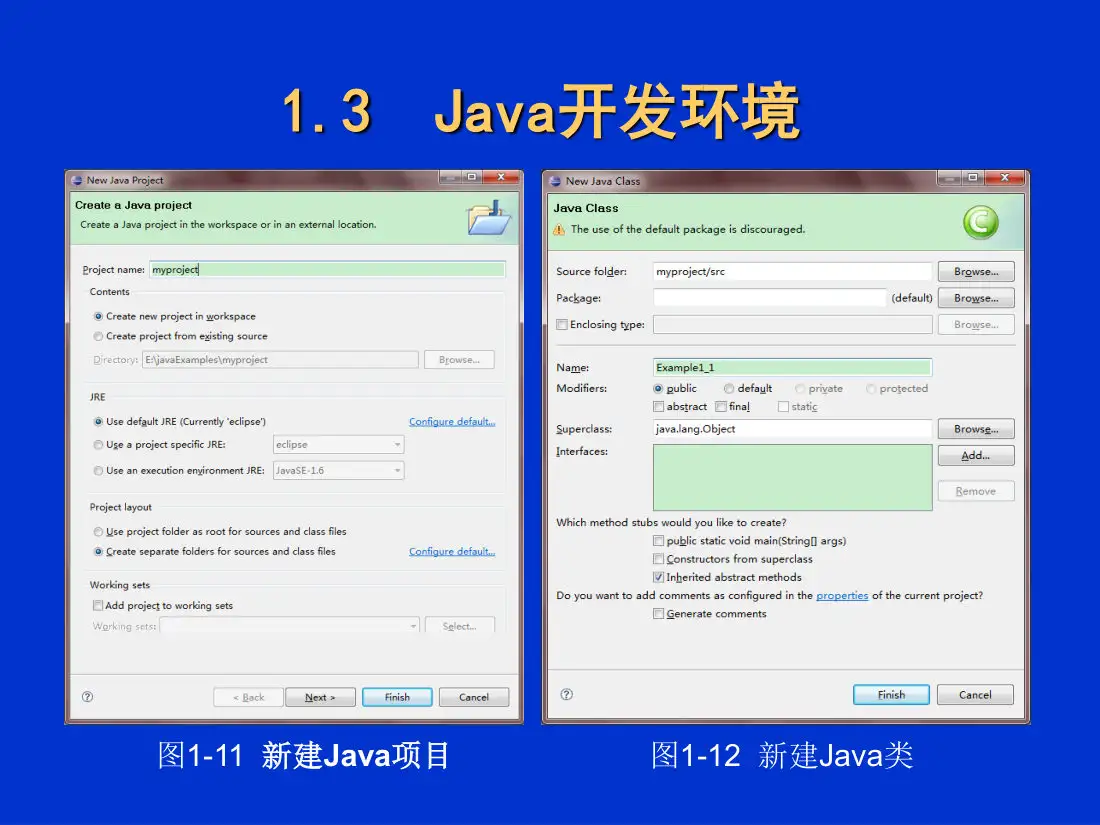 1.3 Java开发环境
New Java Project
Create a Java project
Create a Java project in the workspace or in an external location.
Project name: myproject
Contents
Create new project in workspace
Create project from existing source
Directory: E:\javaExamples\myproject Browse...
JRE
Use default JRE (Currently 'eclipse') Configure default...
Use a project specific JRE: eclipse
Use an execution environment JRE: JavaSE-1.6
Project layout
Use project folder as root for sources and class files
Create separate folders for sources and class files Configure default...
Working sets
Add project to working sets
Working sets: Select...
< Back Next > Finish Cancel
图1-11 新建Java项目
New Java Class
Java Class
The use of the default package is discouraged.
Source folder: myproject/src Browse...
Package: (default) Browse...
Enclosing type: Browse...
Name: Example1_1
Modifiers: public default private protected
abstract final static
Superclass: java.lang.Object Browse...
Interfaces: Add...
Remove
Which method stubs would you like to create?
public static void main(String[] args)
Constructors from superclass
Inherited abstract methods
Do you want to add comments as configured in the properties of the current project?
Generate comments
Finish Cancel
图1-12 新建Java类